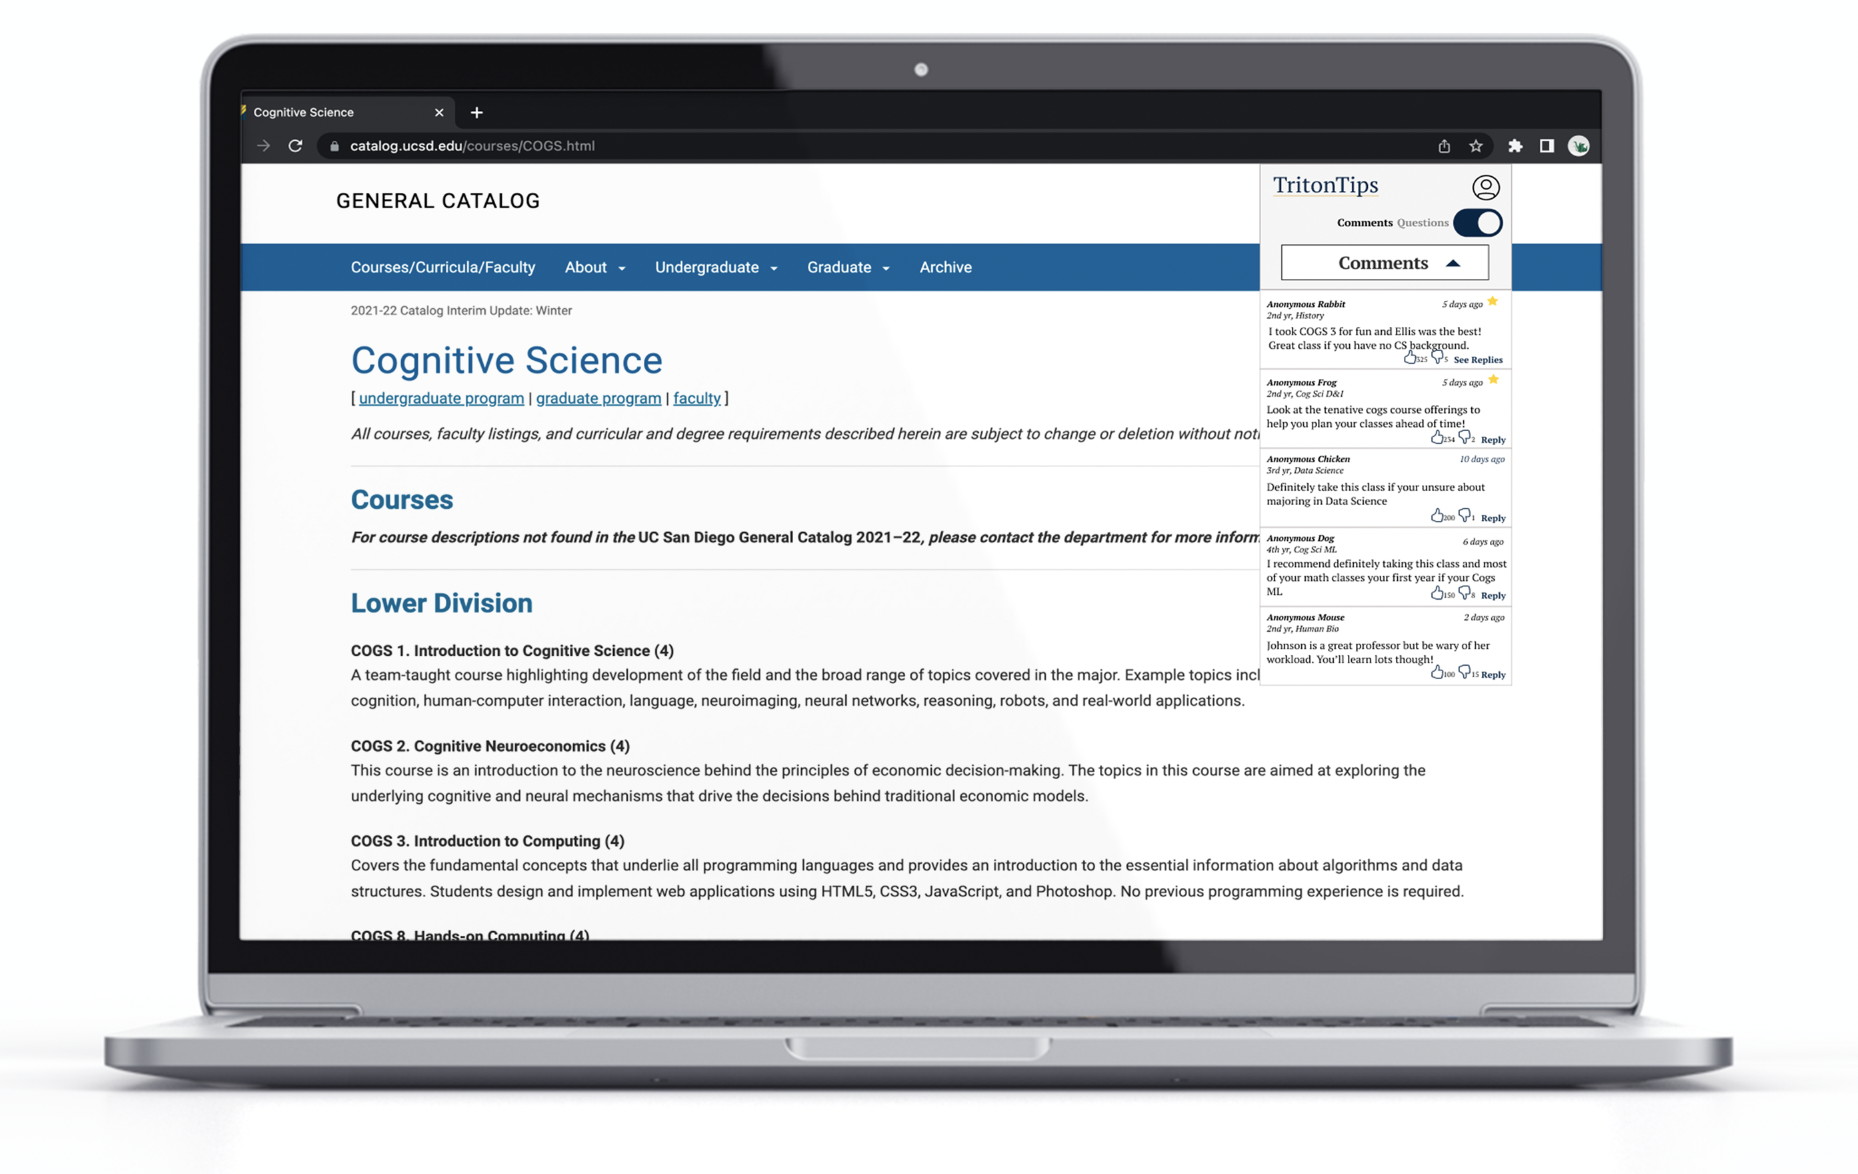 Cognitive Science
catalog.ucsd.edu/courses/COGS.html
GENERAL CATALOG
Courses/Curricula/Faculty About Undergraduate Graduate Archive
2021-22 Catalog Interim Update: Winter
Cognitive Science
[ undergraduate program | graduate program | faculty ]
All courses, faculty listings, and curricular and degree requirements described herein are subject to change or deletion without noti
Courses
For course descriptions not found in the UC San Diego General Catalog 2021–22, please contact the department for more inform
Lower Division
COGS 1. Introduction to Cognitive Science (4)
A team-taught course highlighting development of the field and the broad range of topics covered in the major. Example topics incl
cognition, human-computer interaction, language, neuroimaging, neural networks, reasoning, robots, and real-world applications.
COGS 2. Cognitive Neuroeconomics (4)
This course is an introduction to the neuroscience behind the principles of economic decision-making. The topics in this course are aimed at exploring the
underlying cognitive and neural mechanisms that drive the decisions behind traditional economic models.
COGS 3. Introduction to Computing (4)
Covers the fundamental concepts that underlie all programming languages and provides an introduction to the essential information about algorithms and data
structures. Students design and implement web applications using HTML5, CSS3, JavaScript, and Photoshop. No previous programming experience is required.
COGS 8. Hands-on Computing (4)
TritonTips
Comments Questions
Comments
Anonymous Rabbit 5 days ago
2nd yr, History
I took COGS 3 for fun and Ellis was the best!
Great class if you have no CS background.
325 5 See Replies
Anonymous Frog 5 days ago
2nd yr, Cog Sci D&I
Look at the tenative cogs course offerings to
help you plan your classes ahead of time!
254 2 Reply
Anonymous Chicken 10 days ago
3rd yr, Data Science
Definitely take this class if your unsure about
majoring in Data Science
200 1 Reply
Anonymous Dog 6 days ago
4th yr, Cog Sci ML
I recommend definitely taking this class and most
of your math classes your first year if your Cogs
ML
150 8 Reply
Anonymous Mouse 2 days ago
2nd yr, Human Bio
Johnson is a great professor but be wary of her
workload. You'll learn lots though!
100 15 Reply